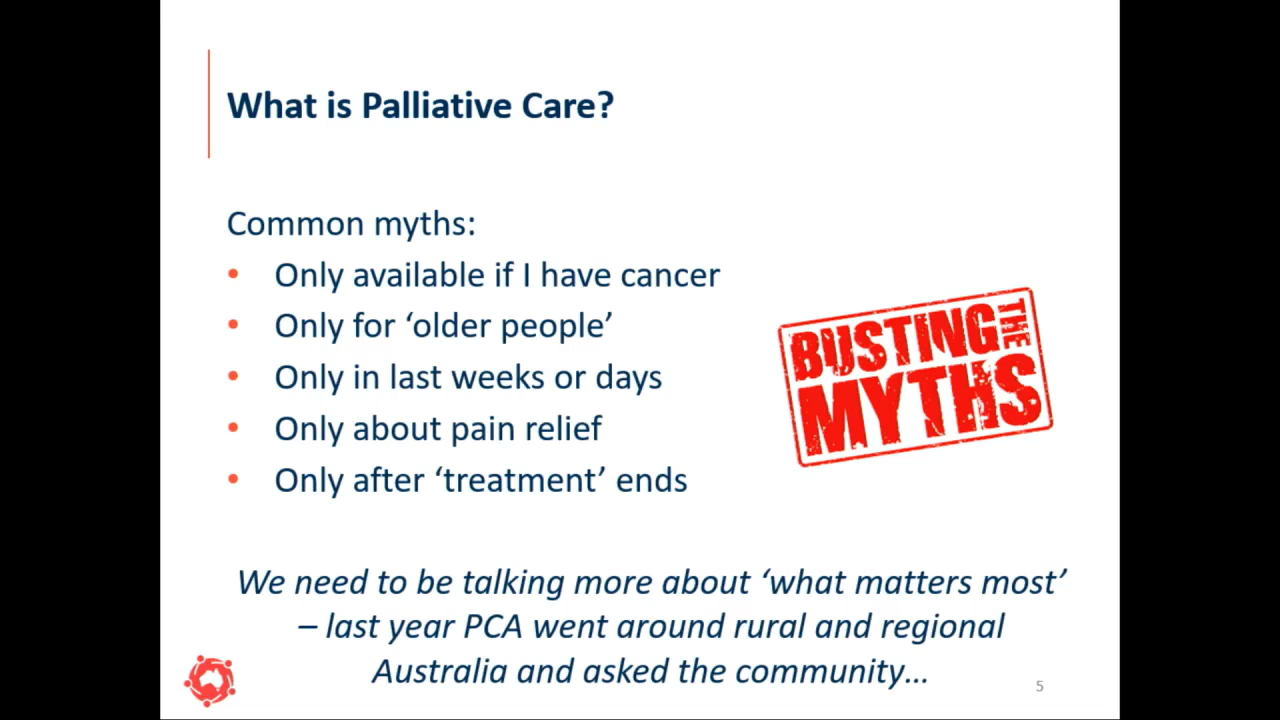 What is Palliative Care?
Common myths:
• Only available if I have cancer
• Only for ‘older people’
• Only in last weeks or days
• Only about pain relief
• Only after ‘treatment’ ends
BUSTING THE
MYTHS
We need to be talking more about ‘what matters most’
– last year PCA went around rural and regional
Australia and asked the community…
5